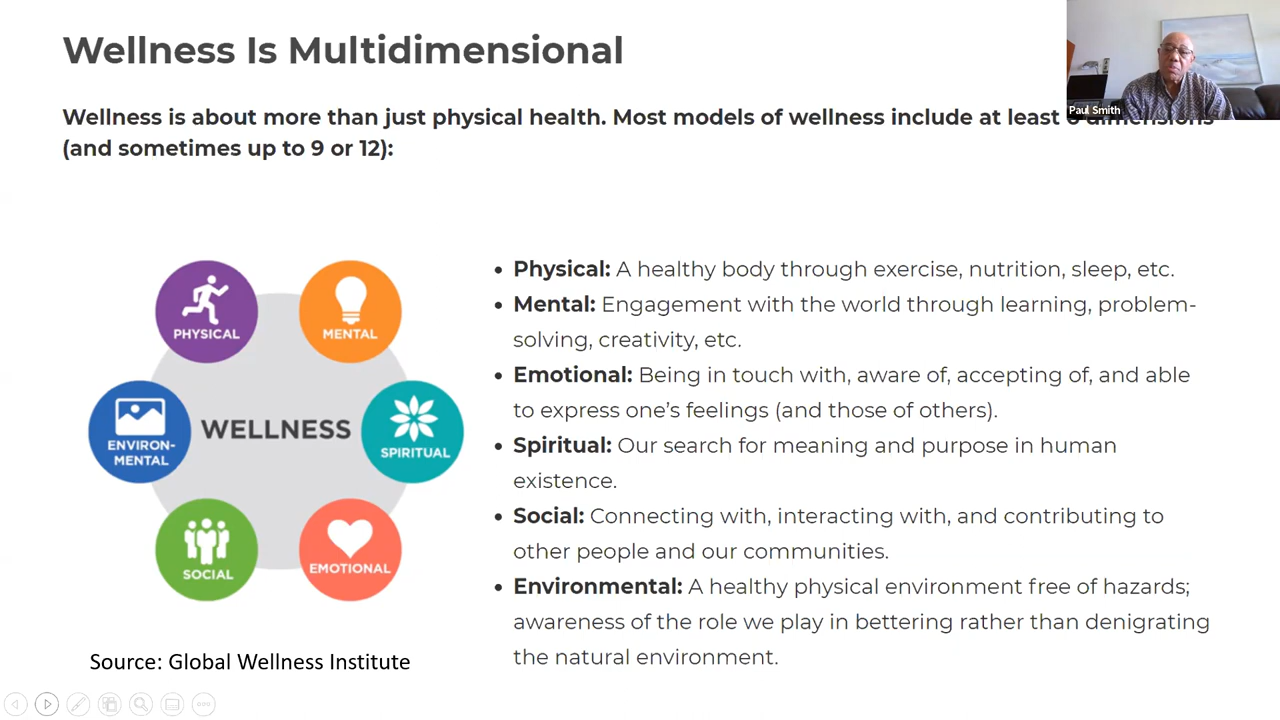 Wellness Is Multidimensional
Paul Smith
Wellness is about more than just physical health. Most models of wellness include at least 6 dimensions
(and sometimes up to 9 or 12):
PHYSICAL
MENTAL
ENVIRON-
MENTAL
WELLNESS
SPIRITUAL
SOCIAL
EMOTIONAL
• Physical: A healthy body through exercise, nutrition, sleep, etc.
• Mental: Engagement with the world through learning, problem-
solving, creativity, etc.
• Emotional: Being in touch with, aware of, accepting of, and able
to express one’s feelings (and those of others).
• Spiritual: Our search for meaning and purpose in human
existence.
• Social: Connecting with, interacting with, and contributing to
other people and our communities.
• Environmental: A healthy physical environment free of hazards;
awareness of the role we play in bettering rather than denigrating
the natural environment.
Source: Global Wellness Institute